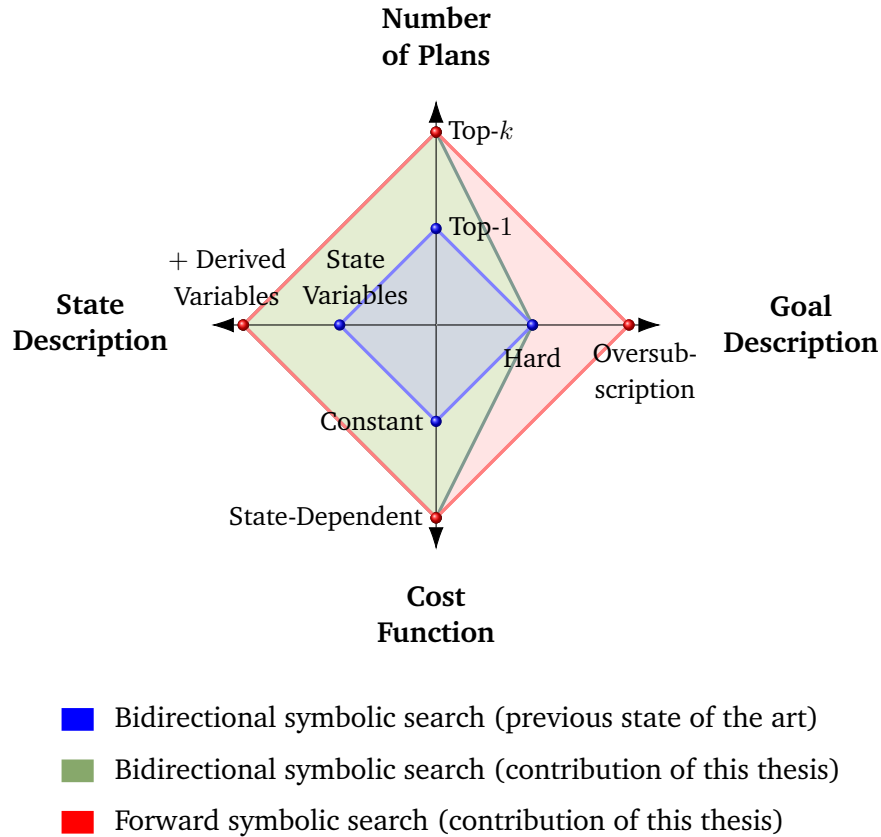 Number
of Plans
Top-k
Top-1
+ Derived
Variables
State
Variables
State
Description
Goal
Description
Hard
Oversub-
scription
Constant
State-Dependent
Cost
Function
Bidirectional symbolic search (previous state of the art)
Bidirectional symbolic search (contribution of this thesis)
Forward symbolic search (contribution of this thesis)